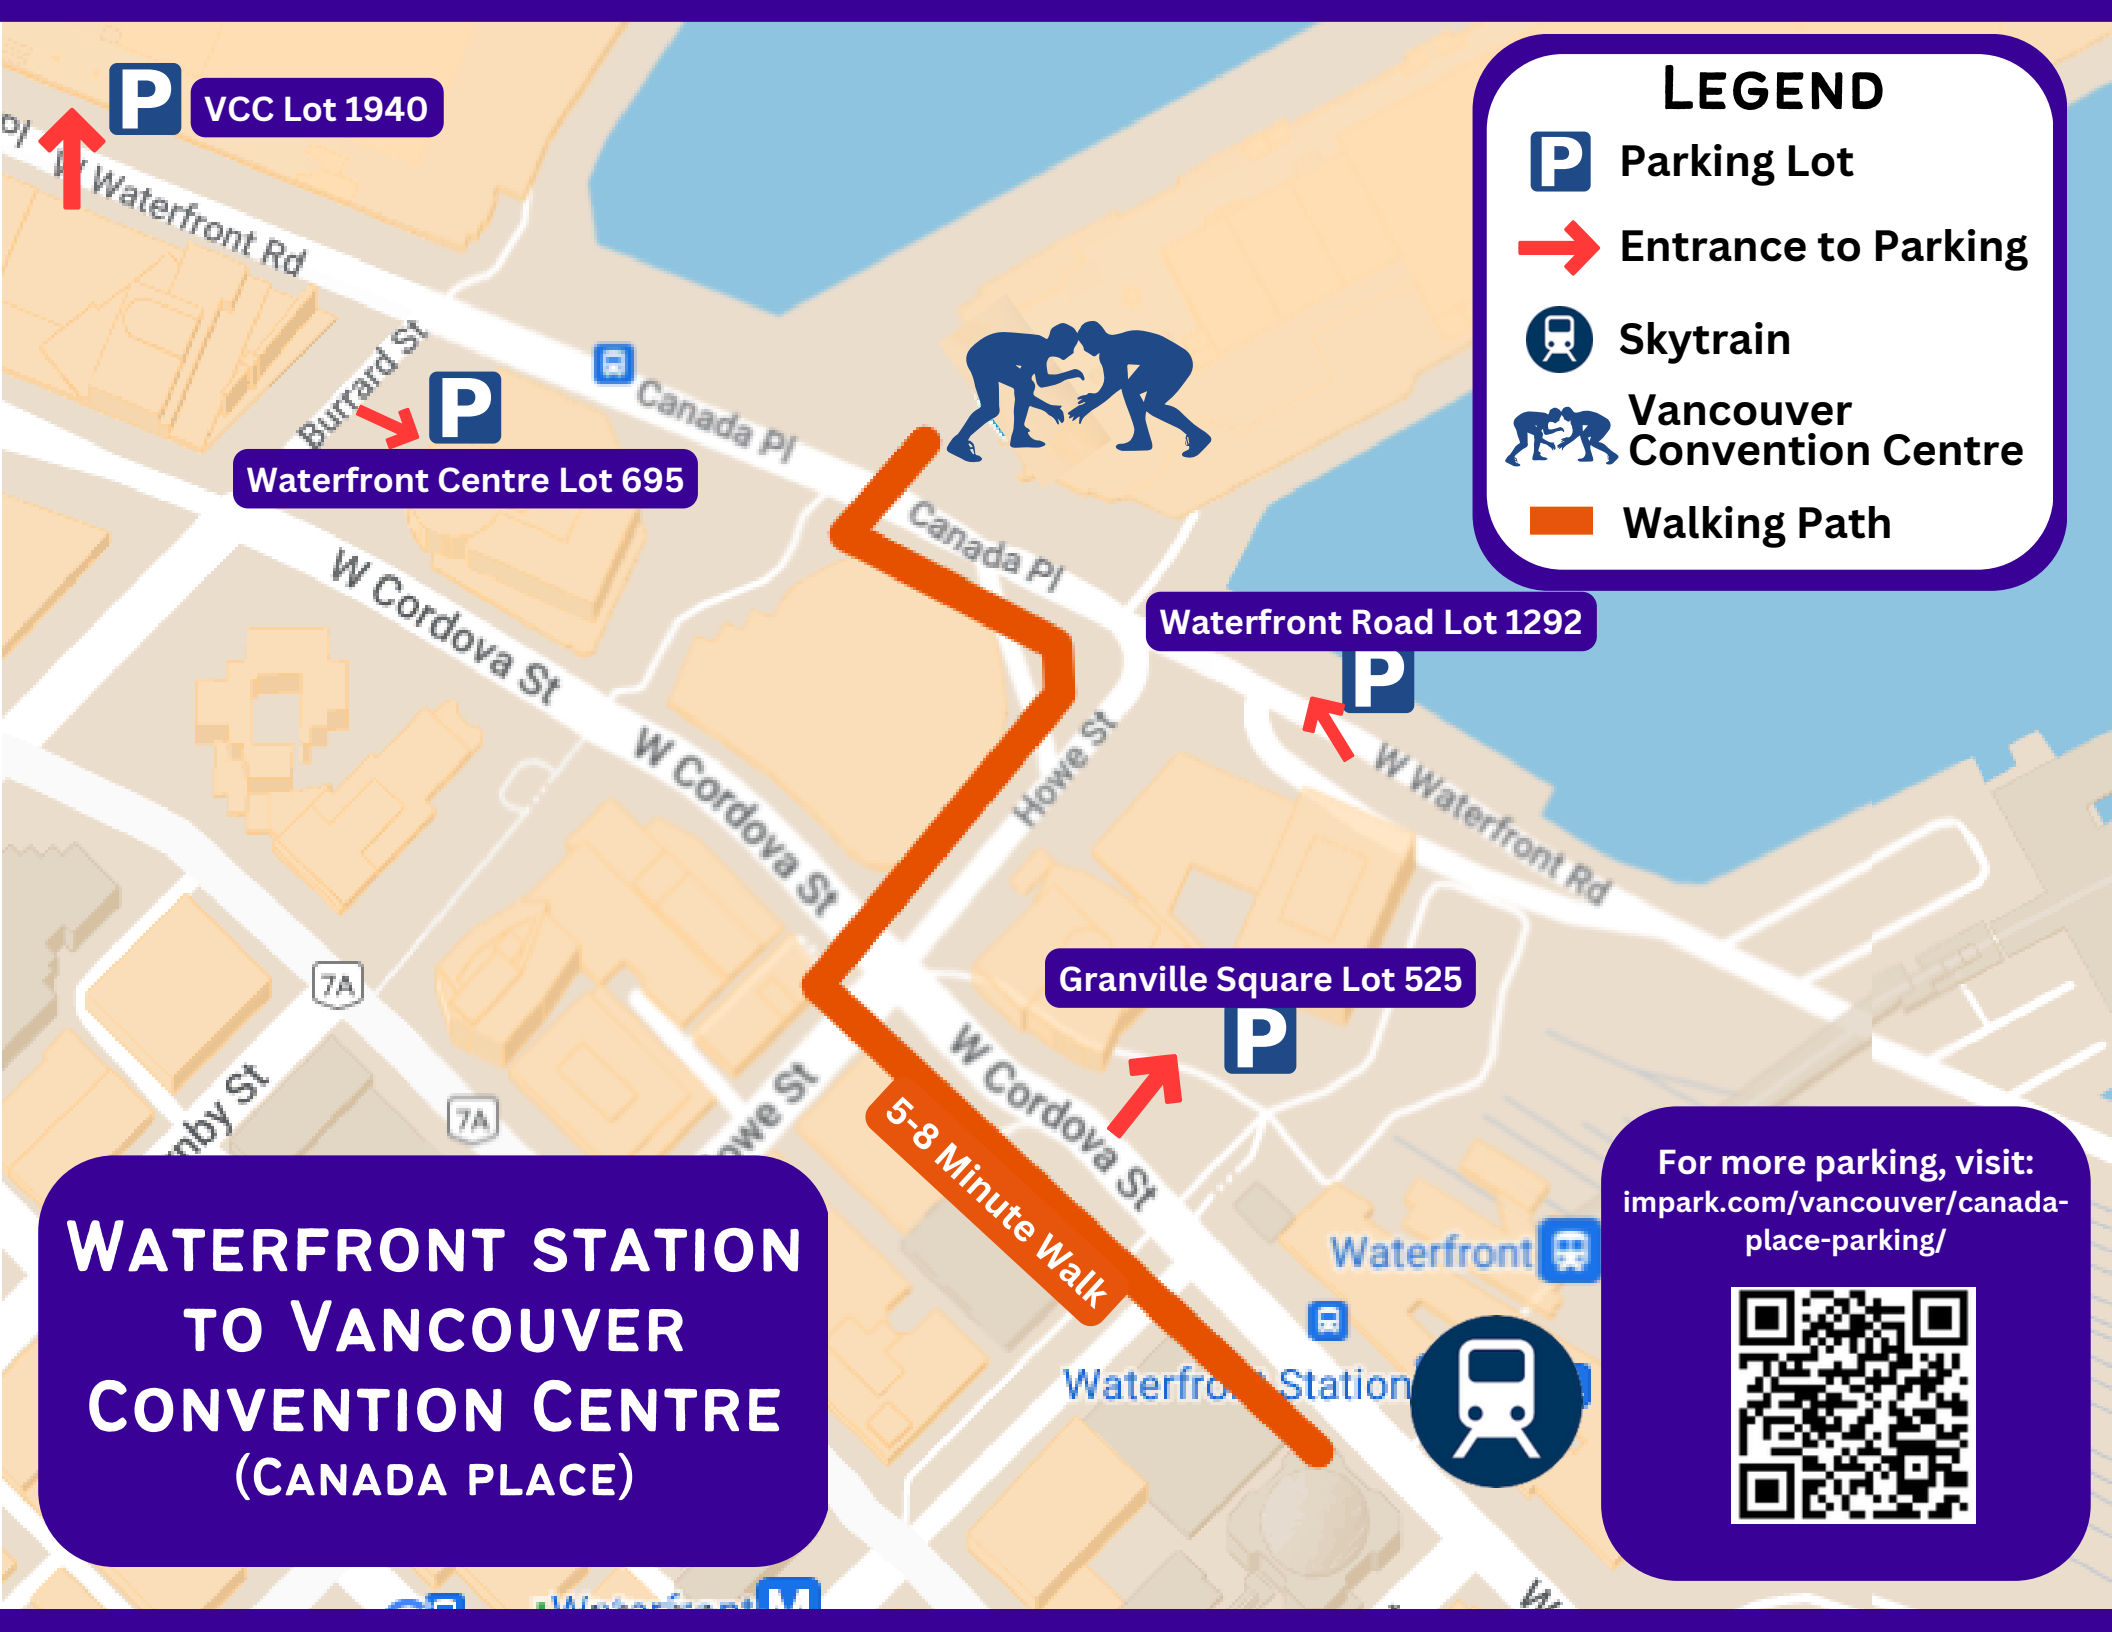 LEGEND
Parking Lot
Entrance to Parking
Skytrain
Vancouver
Convention Centre
Walking Path
VCC Lot 1940
Pl
W Waterfront Rd
Burrard St
Waterfront Centre Lot 695
Canada Pl
Canada Pl
W Cordova St
W Cordova St
Waterfront Road Lot 1292
Howe St
W Waterfront Rd
Granville Square Lot 525
7A
7A
W Cordova St
5-8 Minute Walk
Waterfront
Station
WATERFRONT STATION
TO VANCOUVER
CONVENTION CENTRE
(CANADA PLACE)
For more parking, visit:
impark.com/vancouver/canada-
place-parking/
P
P
P
P
P